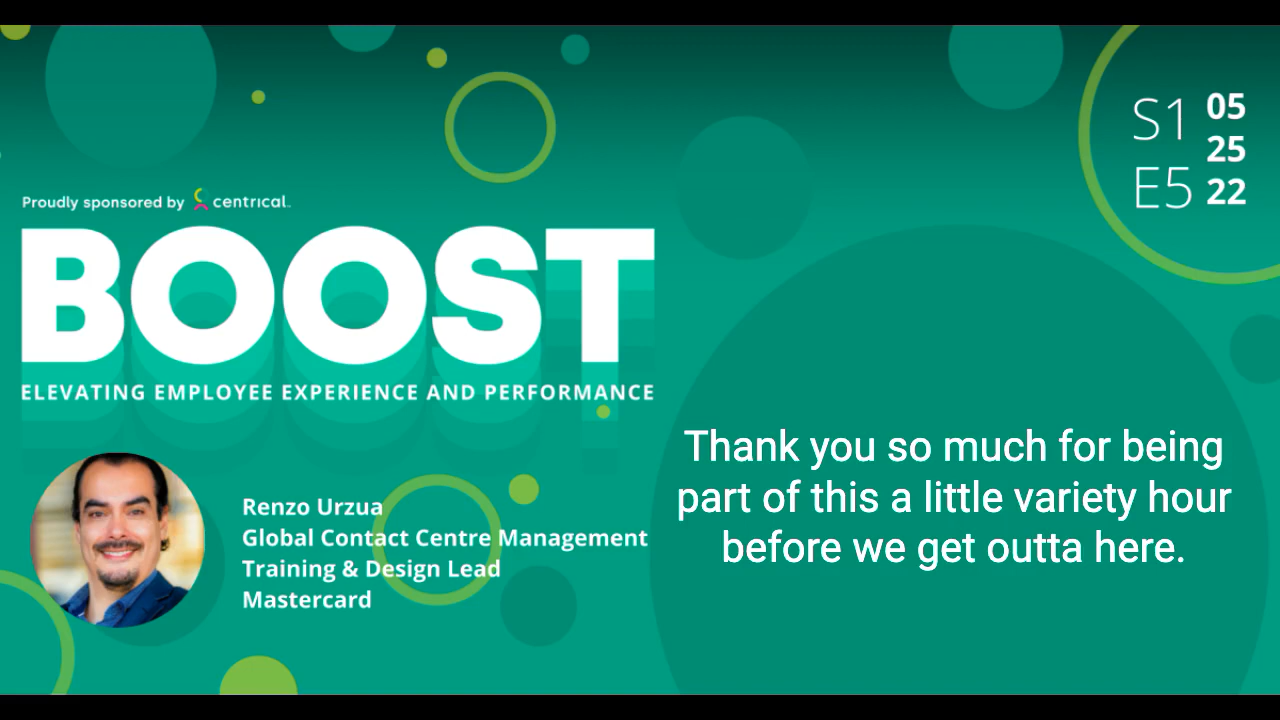 Proudly sponsored by centrical
BOOST
ELEVATING EMPLOYEE EXPERIENCE AND PERFORMANCE
Renzo Urzua
Global Contact Centre Management
Training & Design Lead
Mastercard
S1 05
25
E5 22
Thank you so much for being
part of this a little variety hour
before we get outta here.